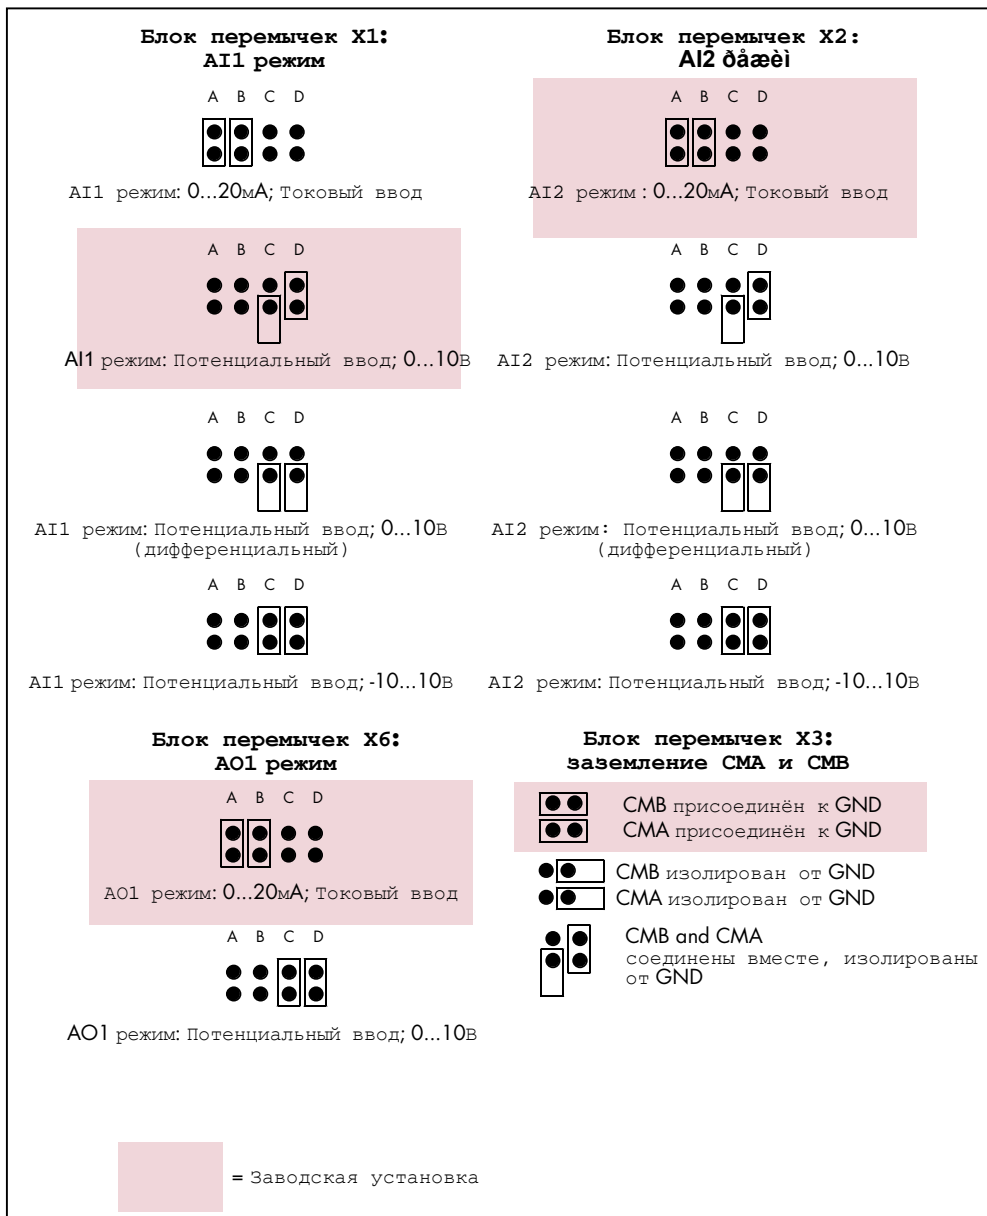 Блок перемычек X1:
AI1 режим
A B C D
AI1 режим: 0...20мА; Токовый ввод
A B C D
AI1 режим: Потенциальный ввод; 0...10В
A B C D
AI1 режим: Потенциальный ввод; 0...10В
(дифференциальный)
A B C D
AI1 режим: Потенциальный ввод; -10...10В
Блок перемычек X2:
AI2 ðåæèì
A B C D
AI2 режим : 0...20мА; Токовый ввод
A B C D
AI2 режим: Потенциальный ввод; 0...10В
A B C D
AI2 режим: Потенциальный ввод; 0...10В
(дифференциальный)
A B C D
AI2 режим: Потенциальный ввод; -10...10В
Блок перемычек X6:
AO1 режим
A B C D
AO1 режим: 0...20мА; Токовый ввод
A B C D
AO1 режим: Потенциальный ввод; 0...10В
Блок перемычек X3:
заземление CMA и CMB
CMB присоединён к GND
CMA присоединён к GND
CMB изолирован от GND
CMA изолирован от GND
CMB and CMA
соединены вместе, изолированы
от GND
= Заводская установка